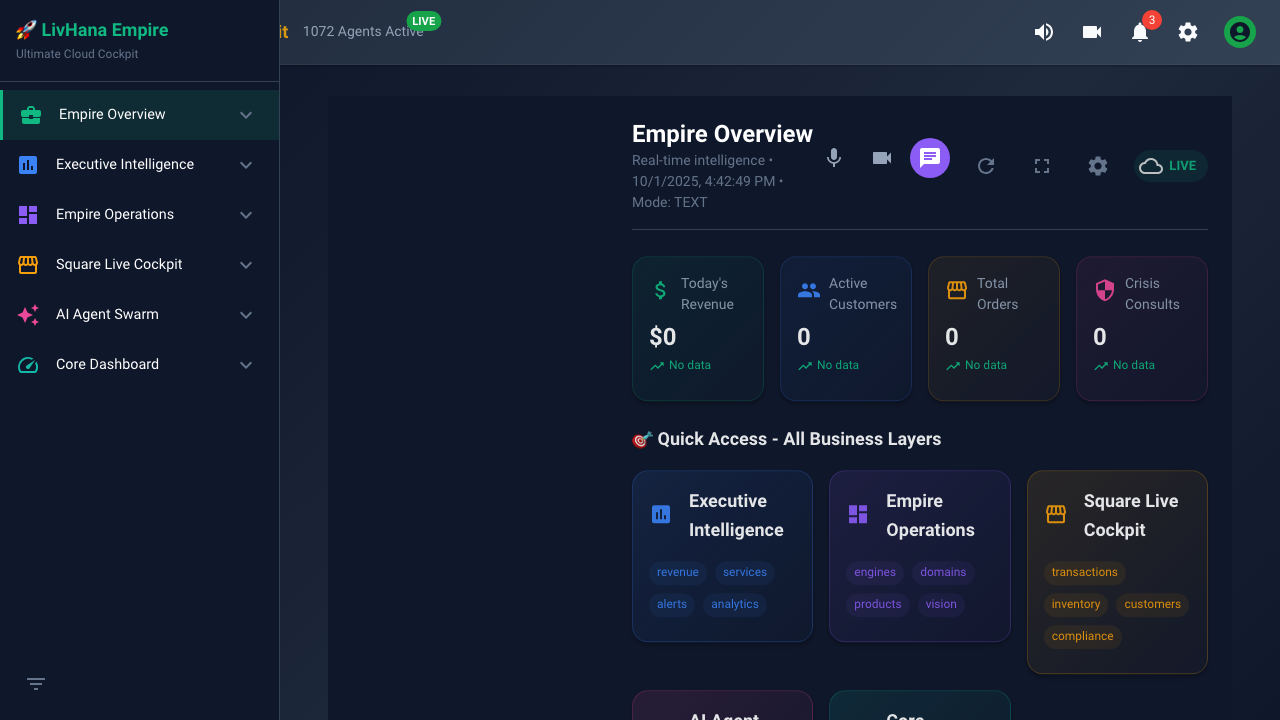 🚀 LivHana Empire
Ultimate Cloud Cockpit
Empire Overview
Executive Intelligence
Empire Operations
Square Live Cockpit
AI Agent Swarm
Core Dashboard
it
1072 Agents Active
LIVE
3
Empire Overview
Real-time intelligence •
10/1/2025, 4:42:49 PM •
Mode: TEXT
LIVE
Today's
Revenue
$0
No data
Active
Customers
0
No data
Total
Orders
0
No data
Crisis
Consults
0
No data
🎯 Quick Access - All Business Layers
Executive
Intelligence
revenue services
alerts analytics
Empire
Operations
engines domains
products vision
Square Live
Cockpit
transactions
inventory customers
compliance
AI Agent
Core